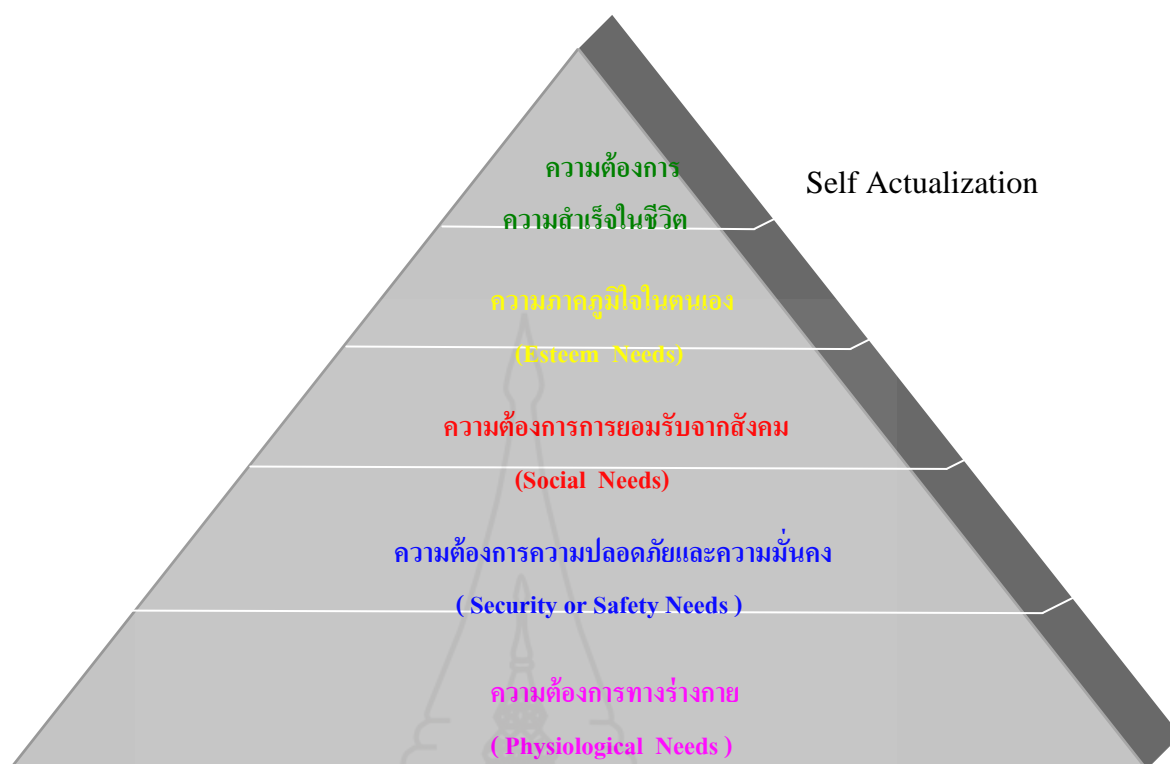 ความต้องการ
Self Actualization
ความสำเร็จในชีวิต
ความภาคภูมิใจในตนเอง
(Esteem Needs)
ความต้องการการยอมรับจากสังคม
(Social Needs)
ความต้องการความปลอดภัยและความมั่นคง
( Security or Safety Needs )
ความต้องการทางร่างกาย
( Physiological Needs )